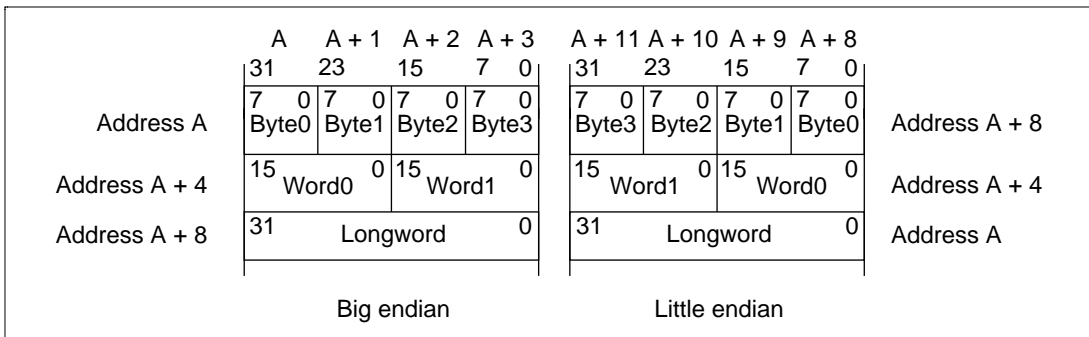 A A + 1 A + 2 A + 3 A + 11 A + 10 A + 9 A + 8
31 23 15 7 0 31 23 15 7 0
7 0 7 0 7 0 7 0 7 0 7 0 7 0 7 0
Address A Byte0 Byte1 Byte2 Byte3 Byte3 Byte2 Byte1 Byte0 Address A + 8
Address A + 4 15 Word0 0 15 Word1 0 15 Word1 0 15 Word0 0 Address A + 4
Address A + 8 31 Longword 0 31 Longword 0 Address A
Big endian Little endian